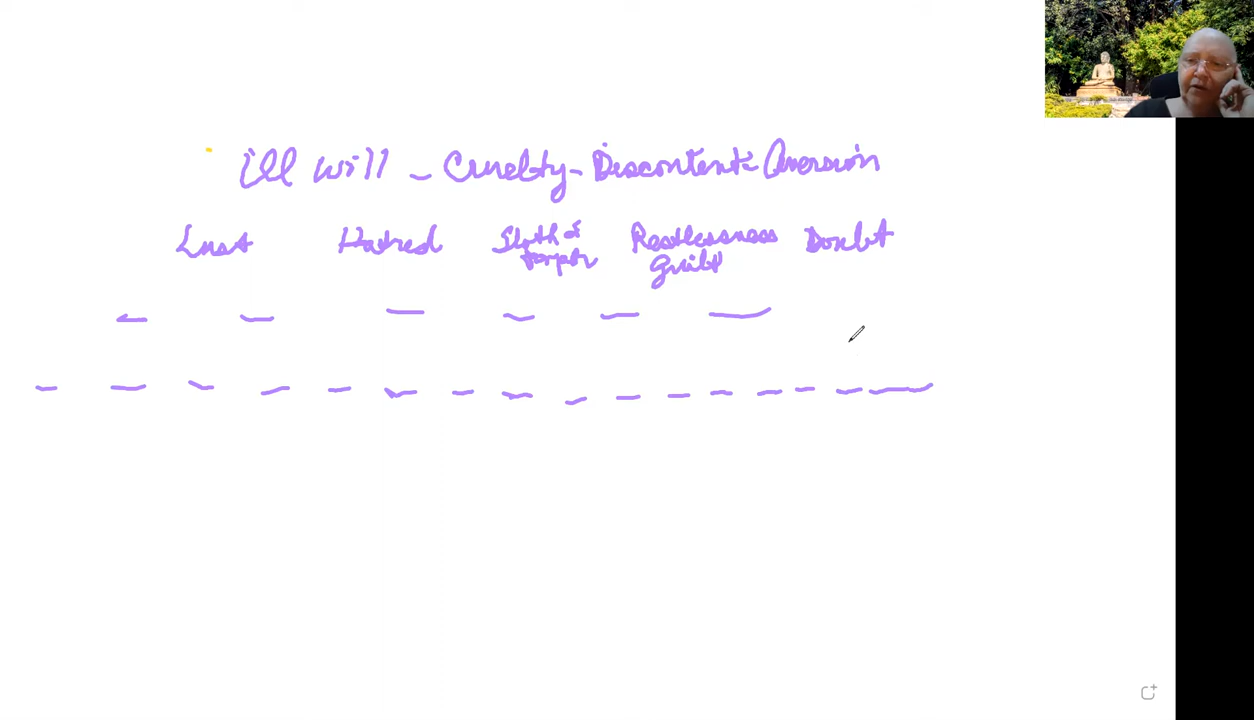 ill will - Cruelty - Discontent - Aversion
Lust Hatred Sloth & Restlessness Doubt
torpor guilt